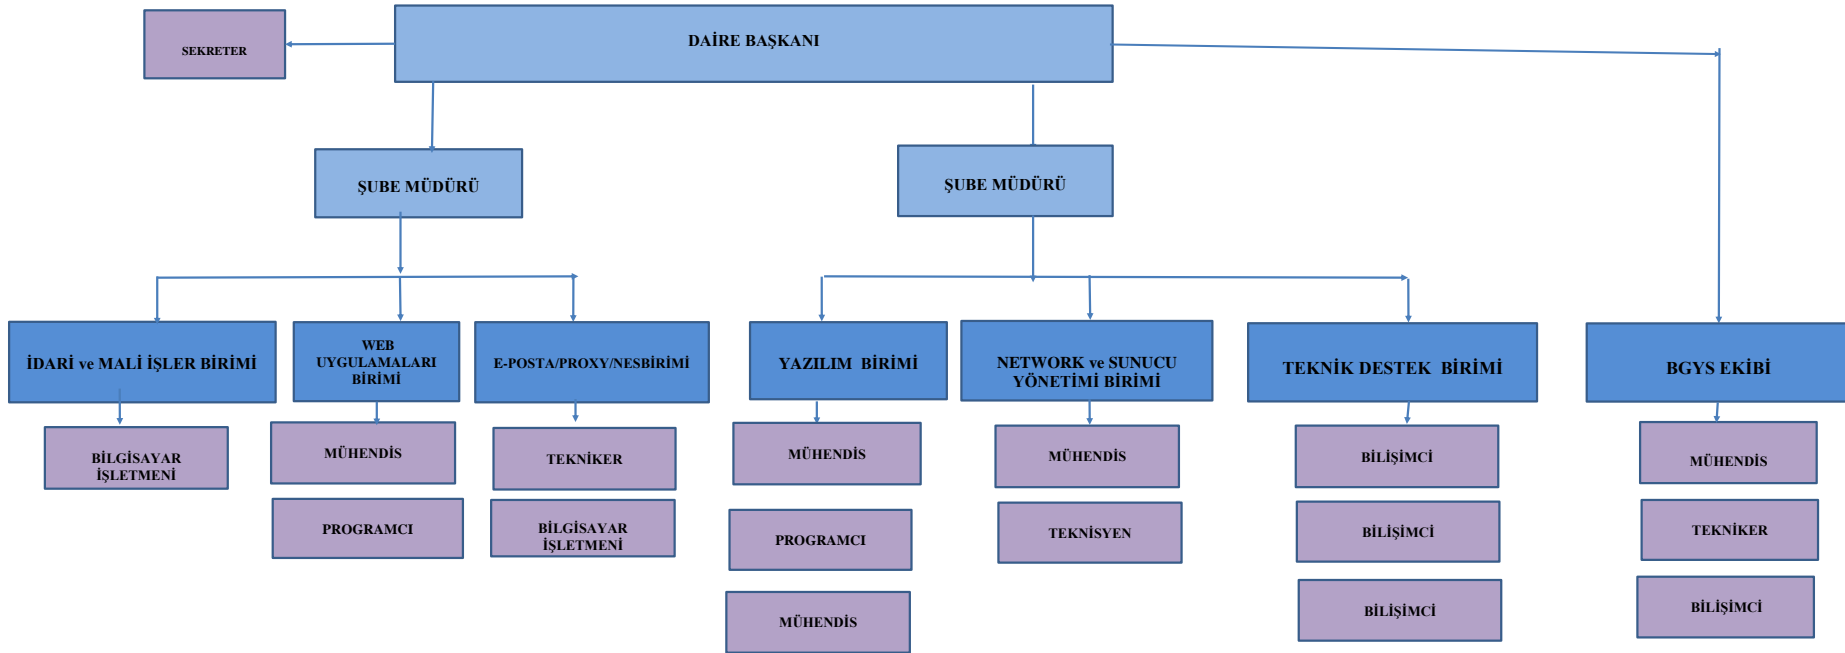 DAİRE BAŞKANI
SEKRETER
ŞUBE MÜDÜRÜ
ŞUBE MÜDÜRÜ
İDARİ ve MALİ İŞLER BİRİMİ
WEB
UYGULAMALARI
BİRİMİ
E-POSTA/PROXY/NESBİRİMİ
YAZILIM BİRİMİ
NETWORK ve SUNUCU
YÖNETİMİ BİRİMİ
TEKNİK DESTEK BİRİMİ
BGYS EKİBİ
BİLGİSAYAR
İŞLETMENİ
MÜHENDİS
TEKNİKER
MÜHENDİS
MÜHENDİS
BİLİŞİMCİ
MÜHENDİS
PROGRAMCI
BİLGİSAYAR
İŞLETMENİ
PROGRAMCI
TEKNİSYEN
BİLİŞİMCİ
TEKNİKER
MÜHENDİS
BİLİŞİMCİ
BİLİŞİMCİ